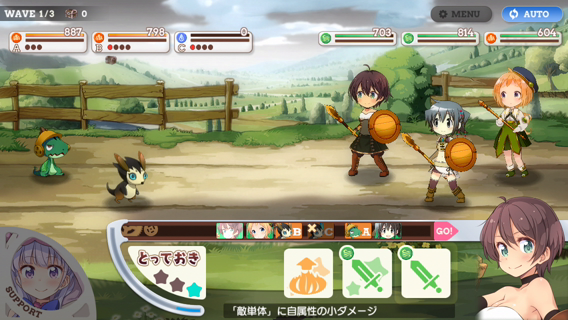 WAVE 1/3 0 MENU AUTO
887 798 0 703 814 604
A B C
B C A GO!
とっておき
SUPPORT
「敵単体」に自属性の小ダメージ